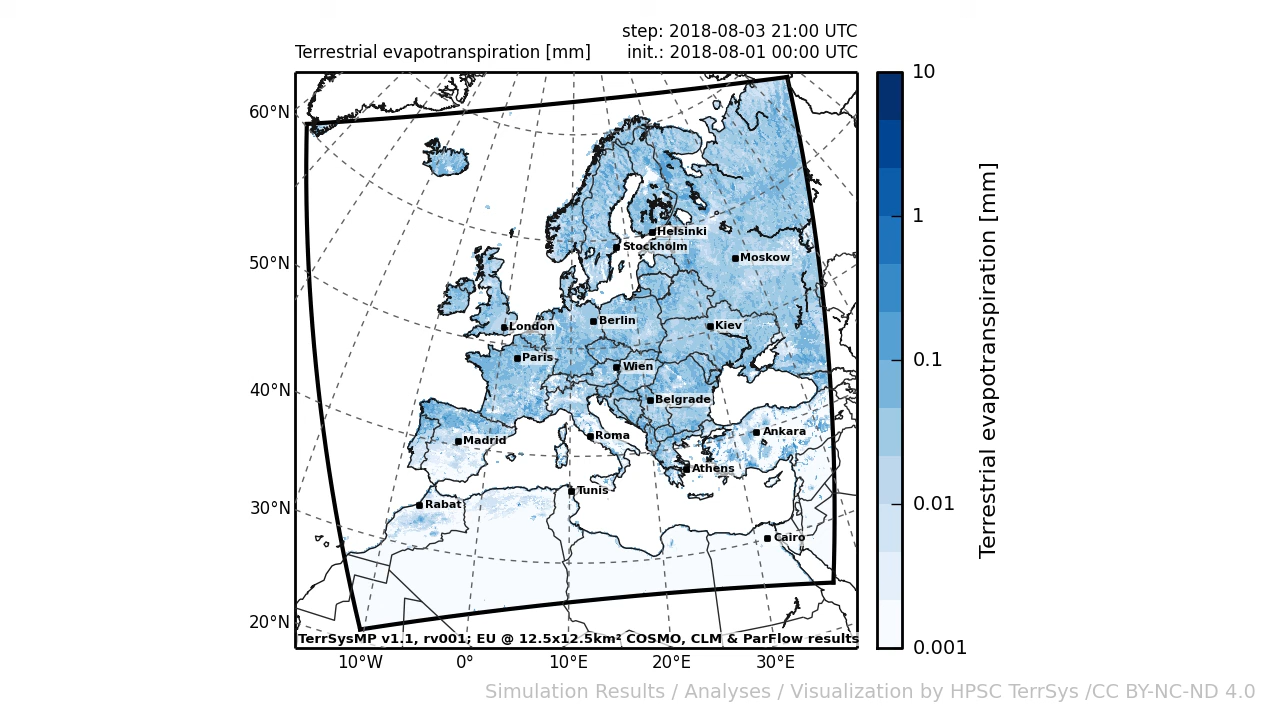 step: 2018-08-03 21:00 UTC
Terrestrial evapotranspiration [mm] init.: 2018-08-01 00:00 UTC
10
60°N
1
Helsinki
Stockholm
Moskow
50°N
London
Berlin
Kiev
Paris
Wien
0.1
40°N
Belgrade
Madrid
Roma
Ankara
Athens
Tunis
Rabat
0.01
30°N
Cairo
20°N
TerrSysMP v1.1, rv001; EU @ 12.5x12.5km² COSMO, CLM & ParFlow results
0.001
10°W 0° 10°E 20°E 30°E
Terrestrial evapotranspiration [mm]
Simulation Results / Analyses / Visualization by HPSC TerrSys /CC BY-NC-ND 4.0